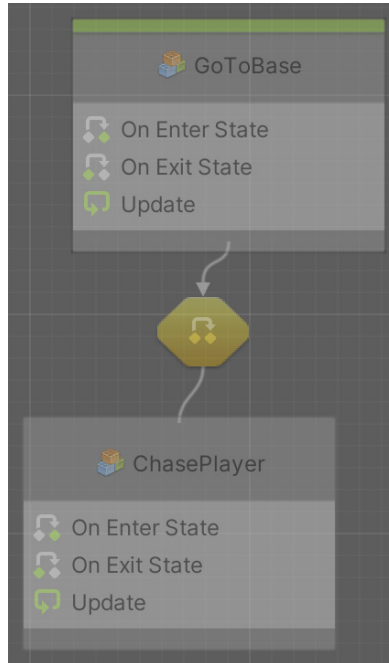 GoToBase
On Enter State
On Exit State
Update
ChasePlayer
On Enter State
On Exit State
Update